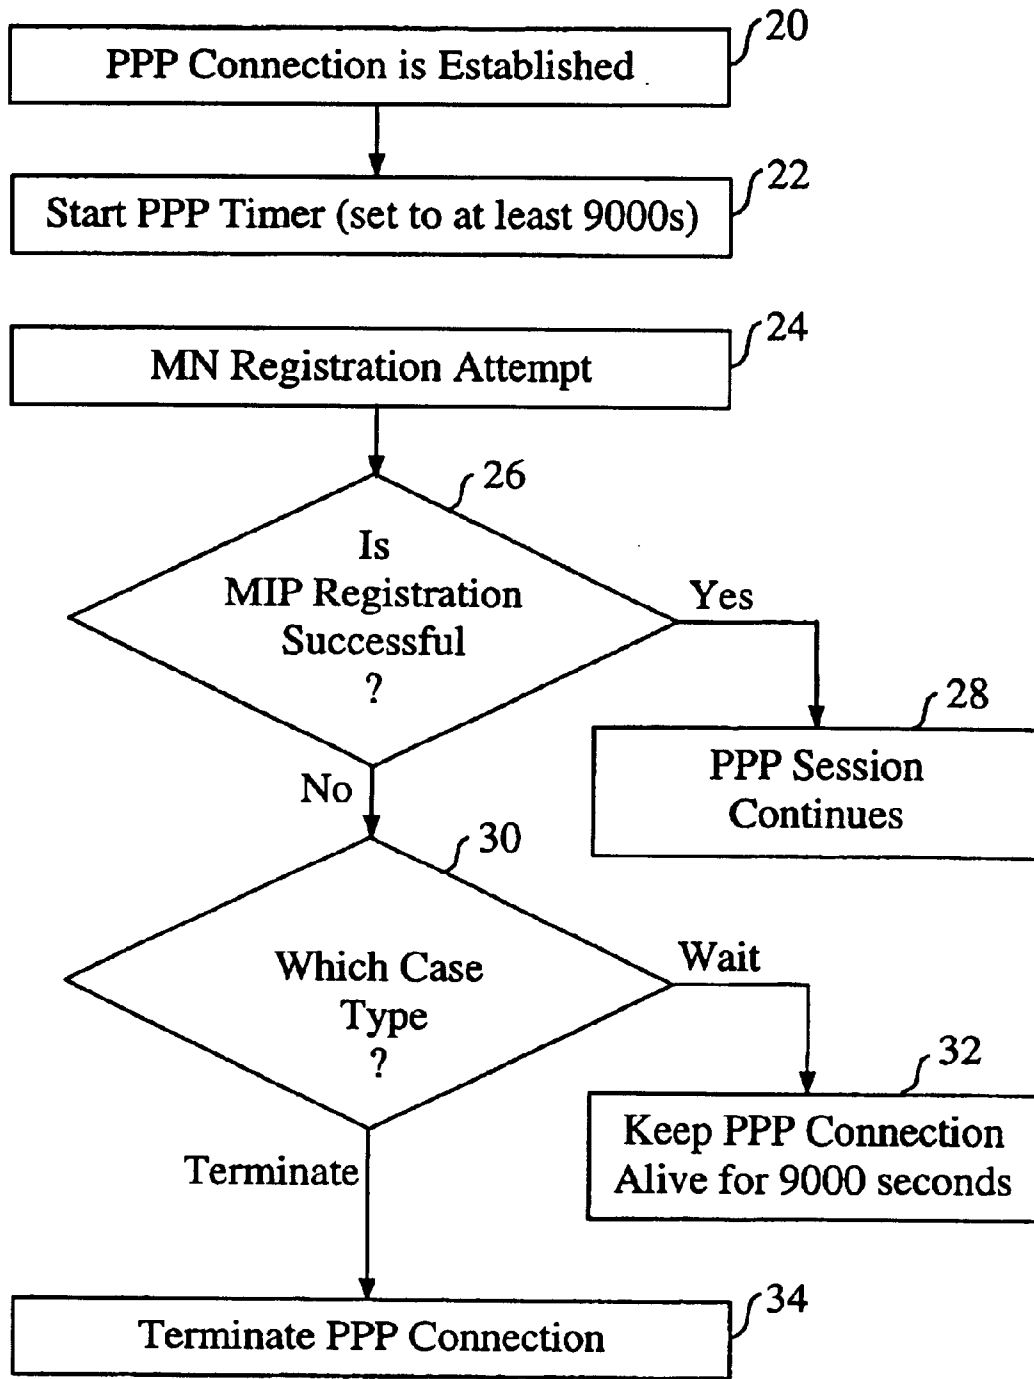 20
PPP Connection is Established
22
Start PPP Timer (set to at least 9000s)
24
MN Registration Attempt
26
Is
MIP Registration
Successful
?
Yes
28
PPP Session
Continues
No
30
Which Case
Type
?
Wait
32
Keep PPP Connection
Alive for 9000 seconds
Terminate
34
Terminate PPP Connection